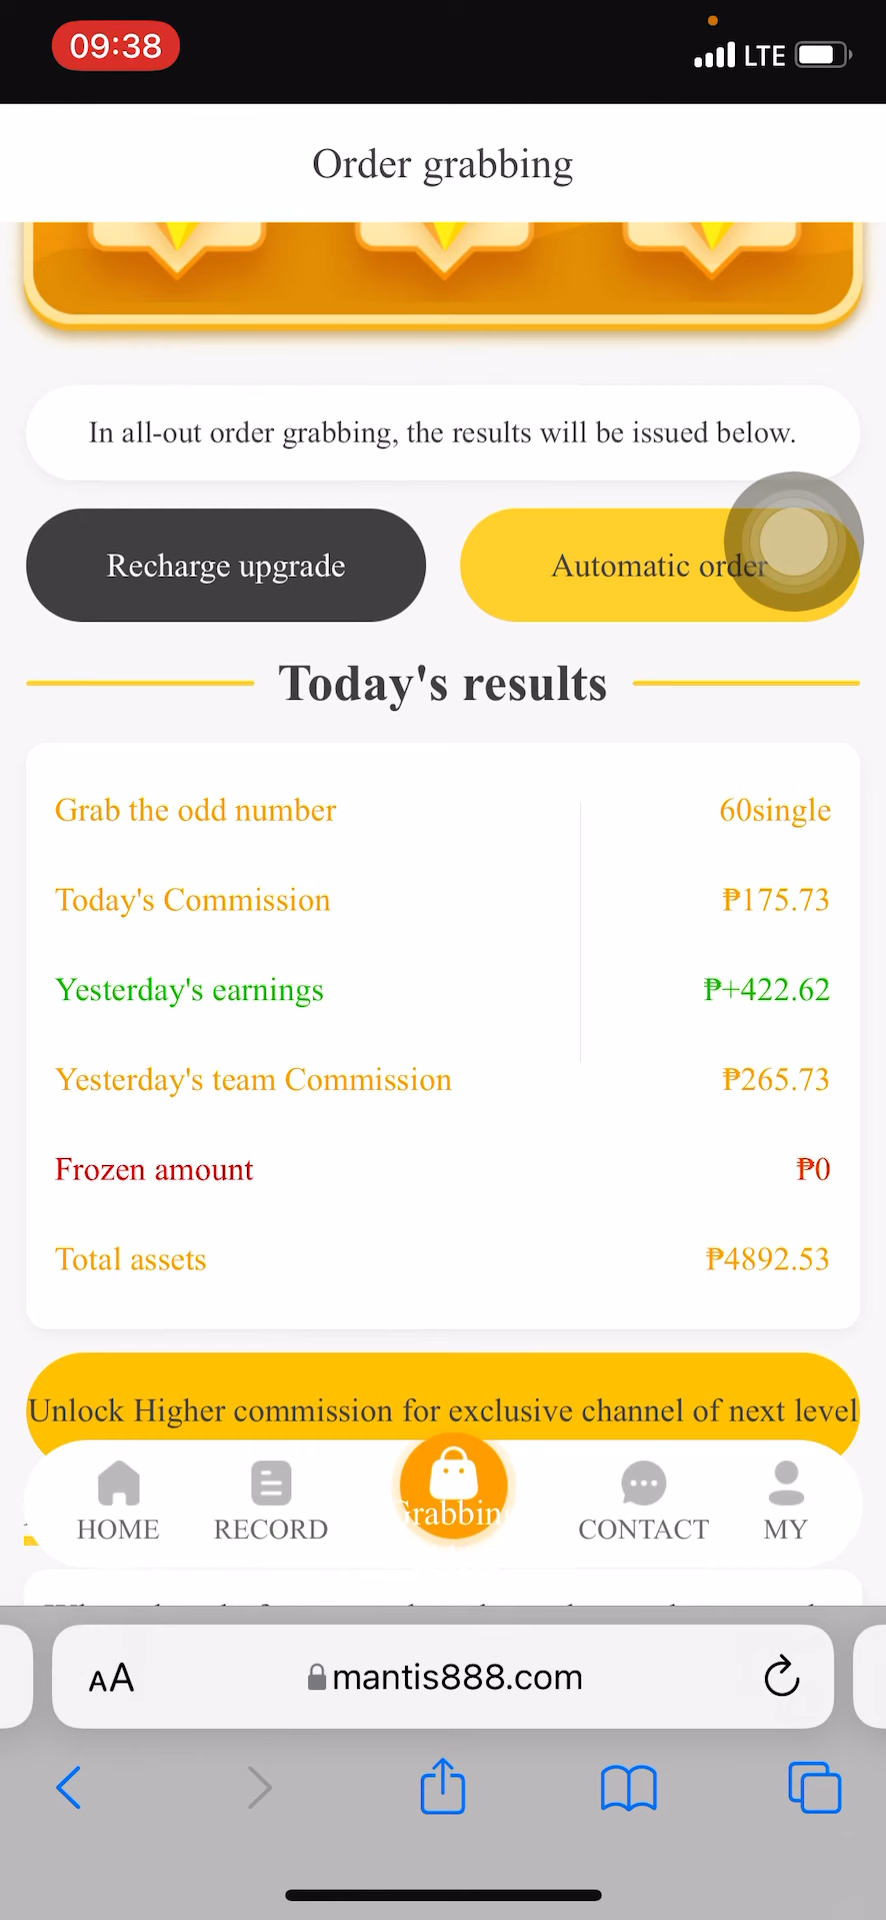 09:38
LTE
Order grabbing
In all-out order grabbing, the results will be issued below.
Recharge upgrade
Automatic order
Today's results
Grab the odd number
60single
Today's Commission
₱175.73
Yesterday's earnings
₱+422.62
Yesterday's team Commission
₱265.73
Frozen amount
₱0
Total assets
₱4892.53
Unlock Higher commission for exclusive channel of next level
HOME
RECORD
Grabbin
CONTACT
MY
AA
mantis888.com